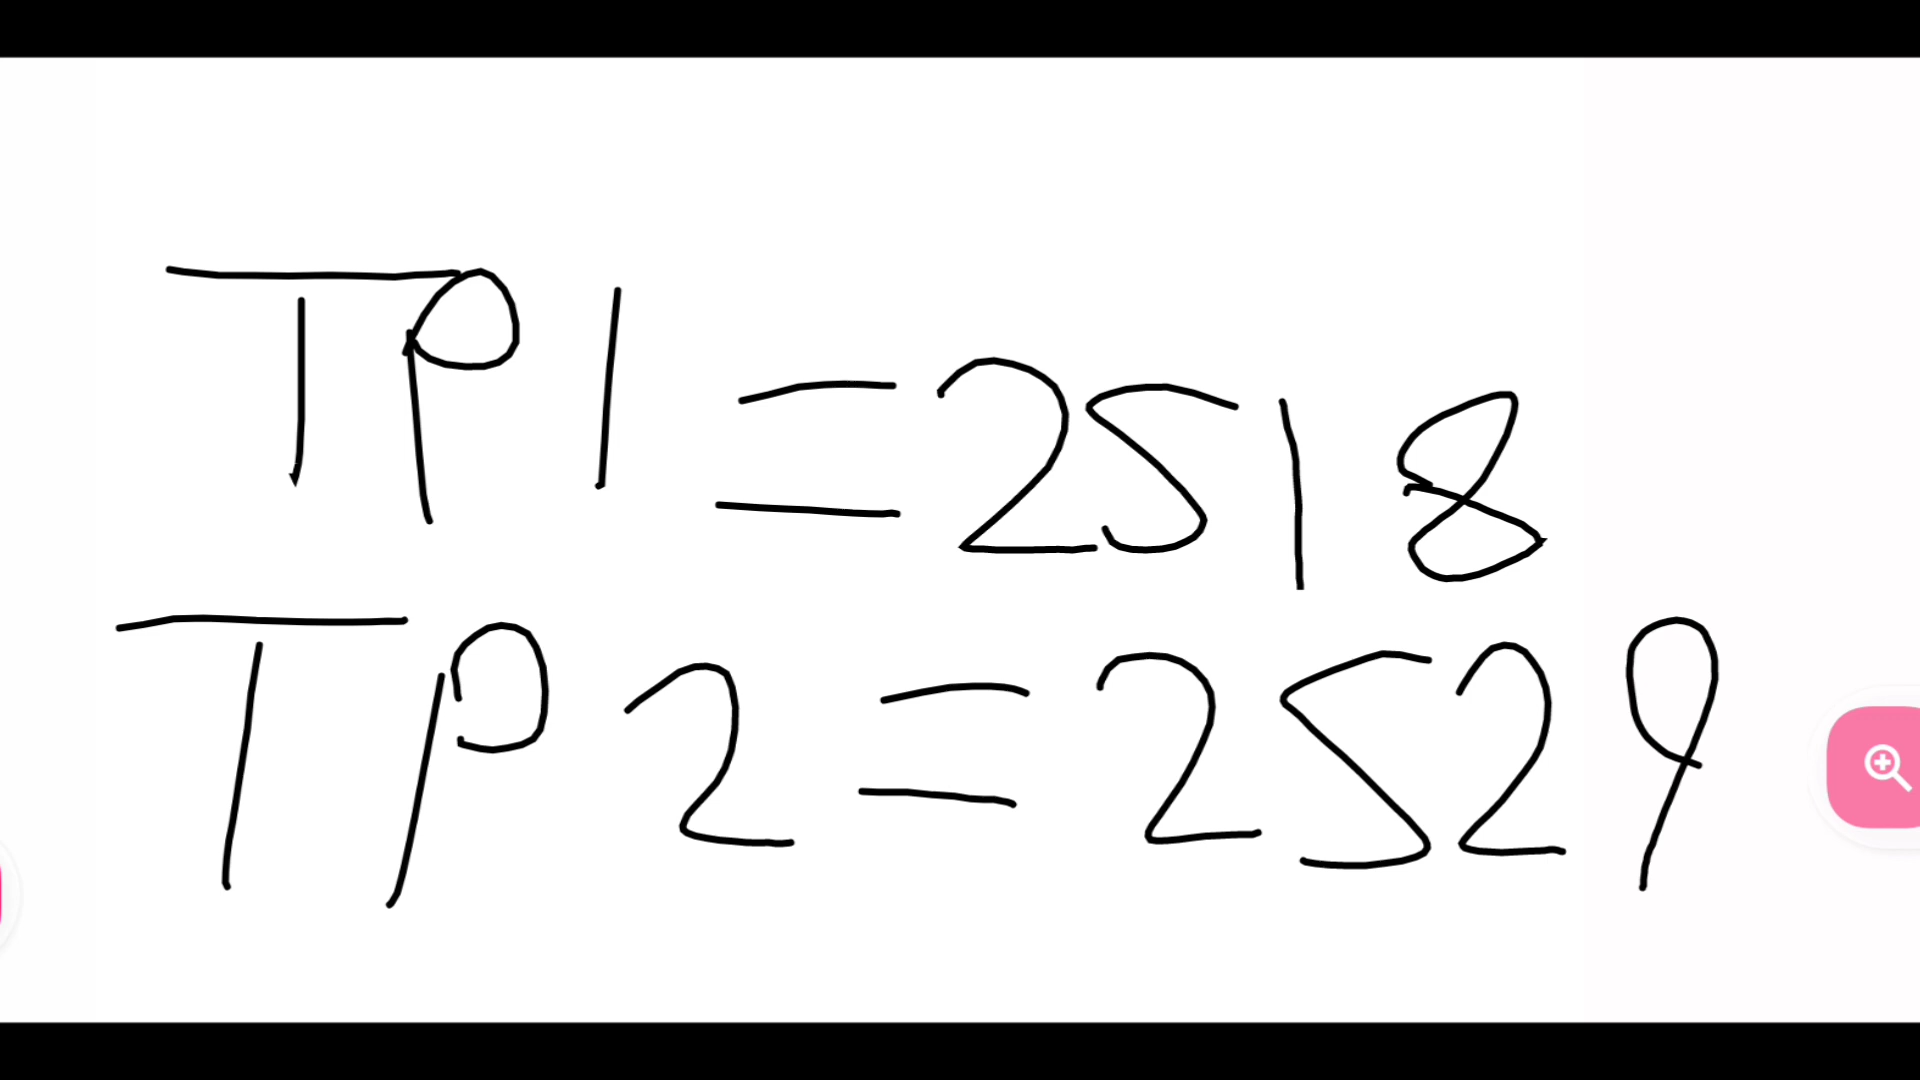 TP1 = 2518
TP2 = 2529